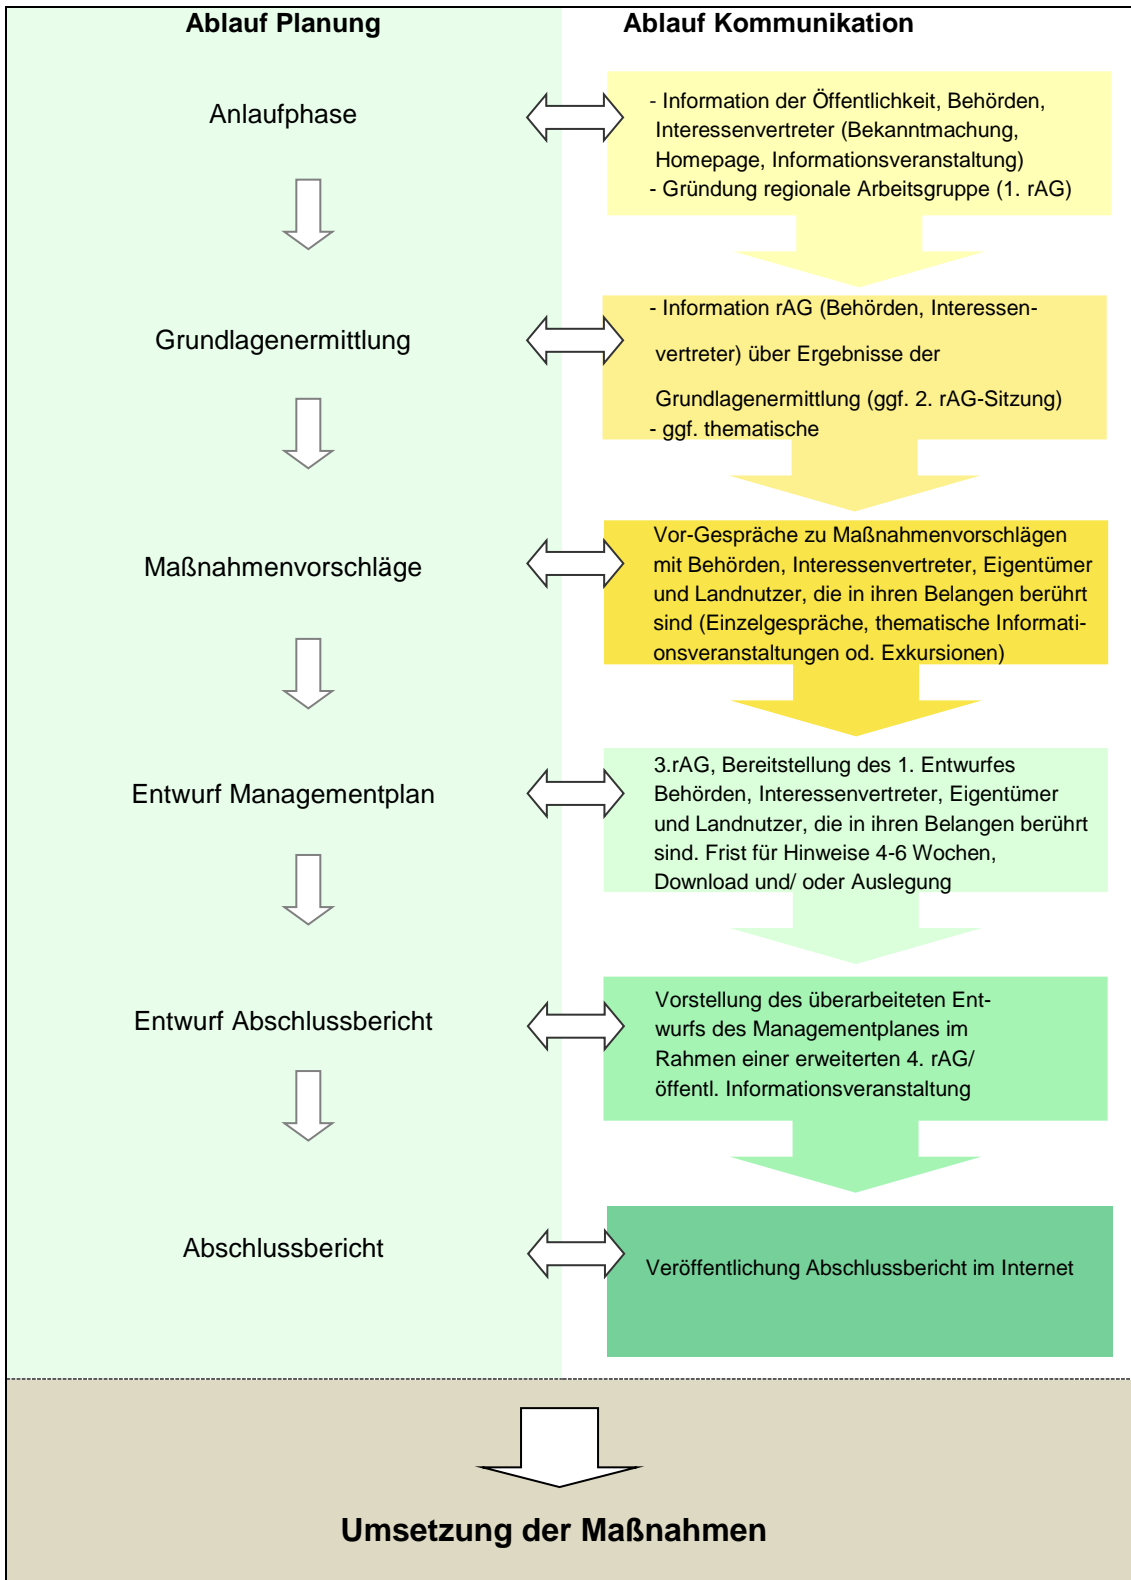 Ablauf Planung
Ablauf Kommunikation
Anlaufphase
- Information der Öffentlichkeit, Behörden,
Interessenvertreter (Bekanntmachung,
Homepage, Informationsveranstaltung)
- Gründung regionale Arbeitsgruppe (1. rAG)
Grundlagenermittlung
- Information rAG (Behörden, Interessen-
vertreter) über Ergebnisse der
Grundlagenermittlung (ggf. 2. rAG-Sitzung)
- ggf. thematische
Maßnahmenvorschläge
Vor-Gespräche zu Maßnahmenvorschlägen
mit Behörden, Interessenvertreter, Eigentümer
und Landnutzer, die in ihren Belangen berührt
sind (Einzelgespräche, thematische Informati-
onsveranstaltungen od. Exkursionen)
Entwurf Managementplan
3.rAG, Bereitstellung des 1. Entwurfes
Behörden, Interessenvertreter, Eigentümer
und Landnutzer, die in ihren Belangen berührt
sind. Frist für Hinweise 4-6 Wochen,
Download und/ oder Auslegung
Entwurf Abschlussbericht
Vorstellung des überarbeiteten Ent-
wurfs des Managementplanes im
Rahmen einer erweiterten 4. rAG/
öffentl. Informationsveranstaltung
Abschlussbericht
Veröffentlichung Abschlussbericht im Internet
Umsetzung der Maßnahmen